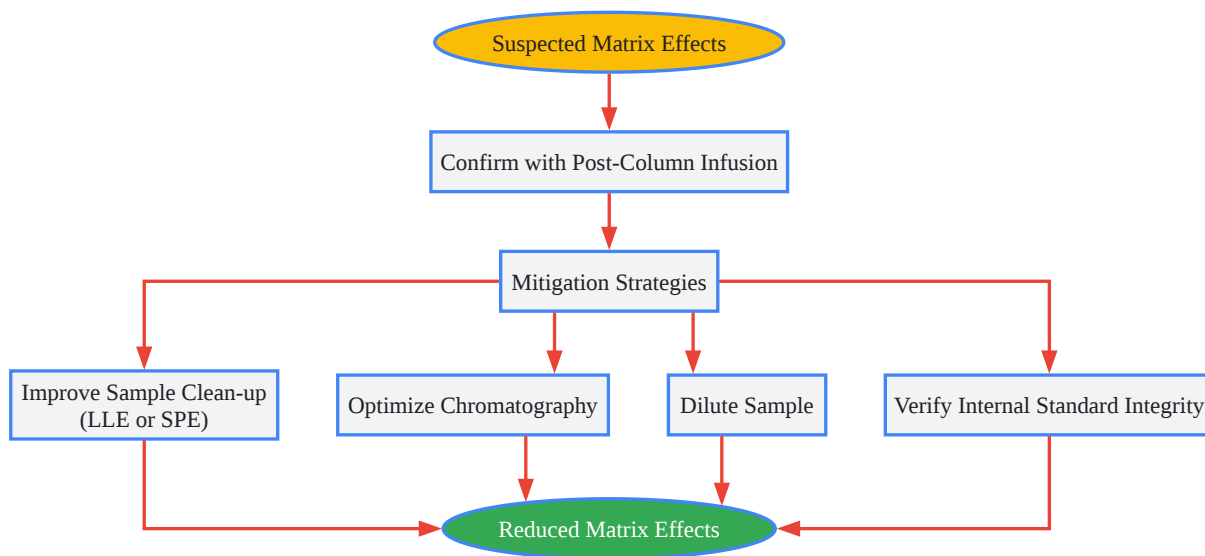 Suspected Matrix Effects
Confirm with Post-Column Infusion
Mitigation Strategies
Improve Sample Clean-up
(LLE or SPE)
Optimize Chromatography
Dilute Sample
Verify Internal Standard Integrity
Reduced Matrix Effects